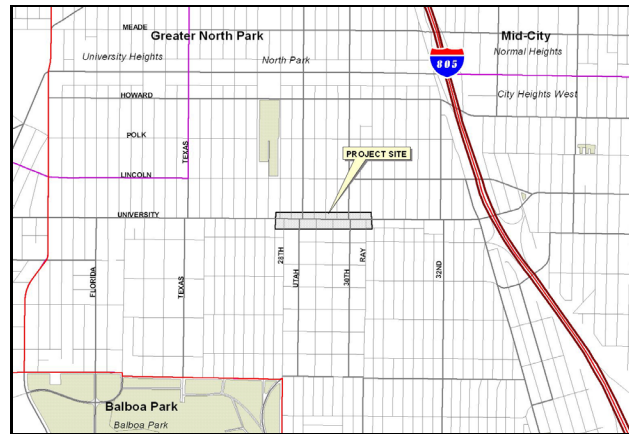 MEADE
Greater North Park
Mid-City
University Heights
North Park
Normal Heights
805
HOWARD
City Heights West
POLK
TEXAS
PROJECT SITE
LINCOLN
UNIVERSITY
FLORIDA
TEXAS
28TH
UTAH
30TH
RAY
32ND
Balboa Park
Balboa Park